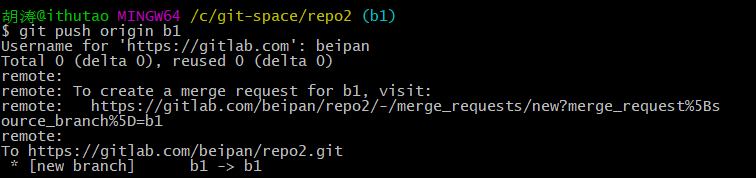 胡涛@ithutao MINGW64 /c/git-space/repo2 (b1)
$ git push origin b1
Username for 'https://gitlab.com': beipan
Total 0 (delta 0), reused 0 (delta 0)
remote:
remote: To create a merge request for b1, visit:
remote:   https://gitlab.com/beipan/repo2/-/merge_requests/new?merge_request%5Bs
ource_branch%5D=b1
remote:
To https://gitlab.com/beipan/repo2.git
 * [new branch]      b1 -> b1